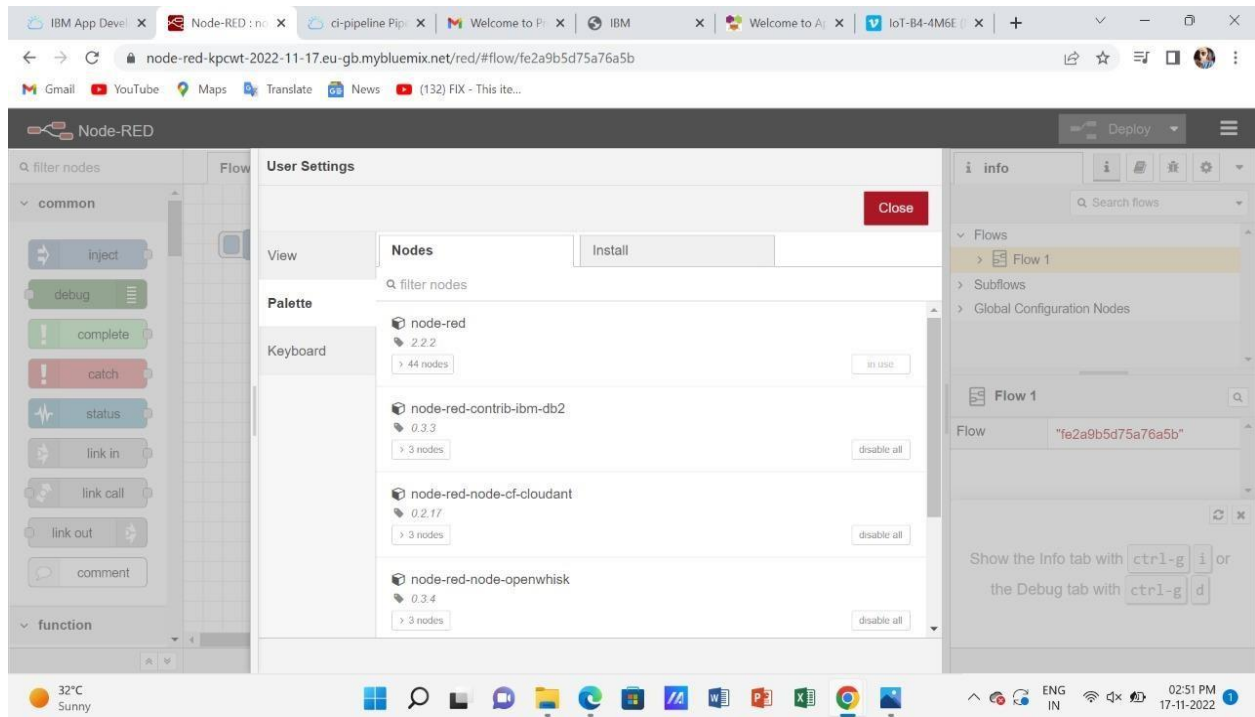 IBM App Devel
Node-RED : no
ci-pipeline Pip
Welcome to P
IBM
Welcome to A
IoT-B4-4M6E
node-red-kpcwt-2022-11-17.eu-gb.mybluemix.net/red/#flow/fe2a9b5d75a76a5b
Gmail YouTube Maps Translate News (132) FIX - This ite...
Node-RED
Deploy
filter nodes
common
inject
debug
complete
catch
status
link in
link call
link out
comment
function
Flow
User Settings
Close
View
Palette
Keyboard
Nodes
Install
filter nodes
node-red
2.2.2
> 44 nodes
in use
node-red-contrib-ibm-db2
0.3.3
> 3 nodes
disable all
node-red-node-cf-cloudant
0.2.17
> 3 nodes
disable all
node-red-node-openwhisk
0.3.4
> 3 nodes
disable all
i info
i
Search flows
Flows
Flow 1
Subflows
Global Configuration Nodes
Flow 1
Flow "fe2a9b5d75a76a5b"
Show the Info tab with ctrl-g i or
the Debug tab with ctrl-g d
32°C
Sunny
ENG
IN
02:51 PM
17-11-2022
1